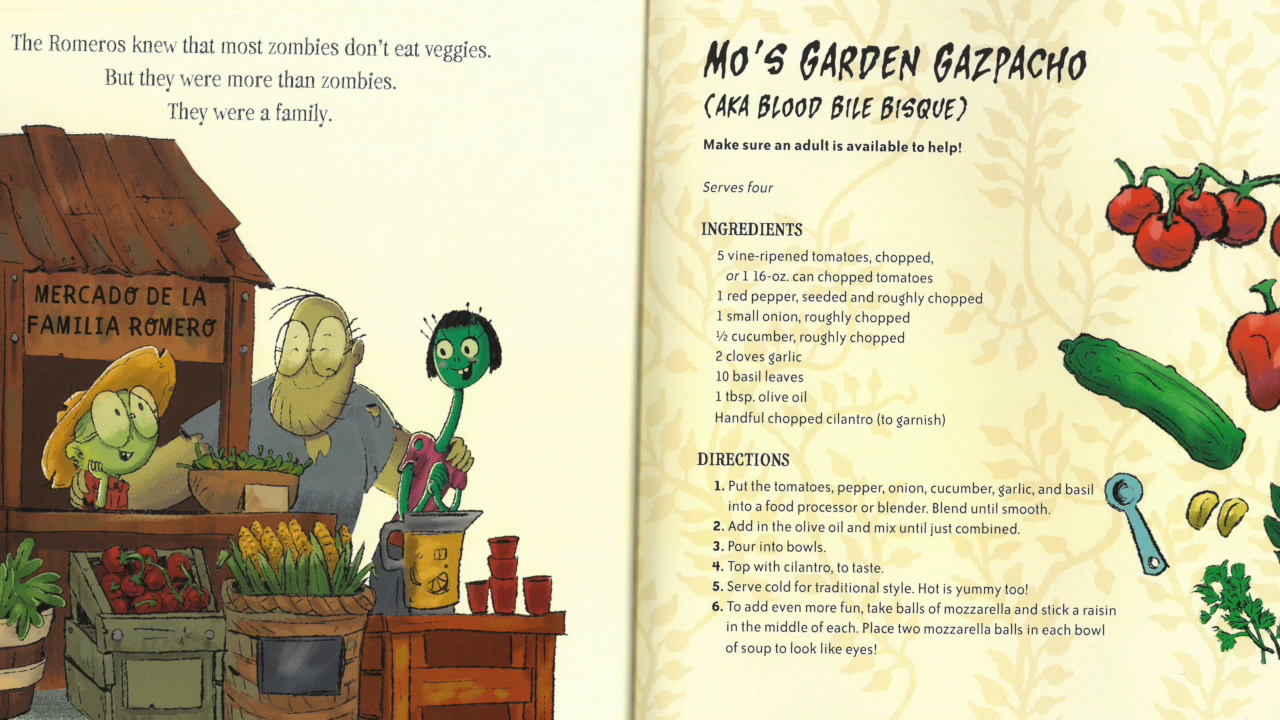 The Romeros knew that most zombies don't eat veggies.
But they were more than zombies.
They were a family.
MERCADO DE LA
FAMILIA ROMERO
MO'S GARDEN GAZPACHO
(AKA BLOOD BILE BISQUE)
Make sure an adult is available to help!
Serves four
INGREDIENTS
5 vine-ripened tomatoes, chopped,
or 1 16-oz. can chopped tomatoes
1 red pepper, seeded and roughly chopped
1 small onion, roughly chopped
½ cucumber, roughly chopped
2 cloves garlic
10 basil leaves
1 tbsp. olive oil
Handful chopped cilantro (to garnish)
DIRECTIONS
1. Put the tomatoes, pepper, onion, cucumber, garlic, and basil
into a food processor or blender. Blend until smooth.
2. Add in the olive oil and mix until just combined.
3. Pour into bowls.
4. Top with cilantro, to taste.
5. Serve cold for traditional style. Hot is yummy too!
6. To add even more fun, take balls of mozzarella and stick a raisin
in the middle of each. Place two mozzarella balls in each bowl
of soup to look like eyes!